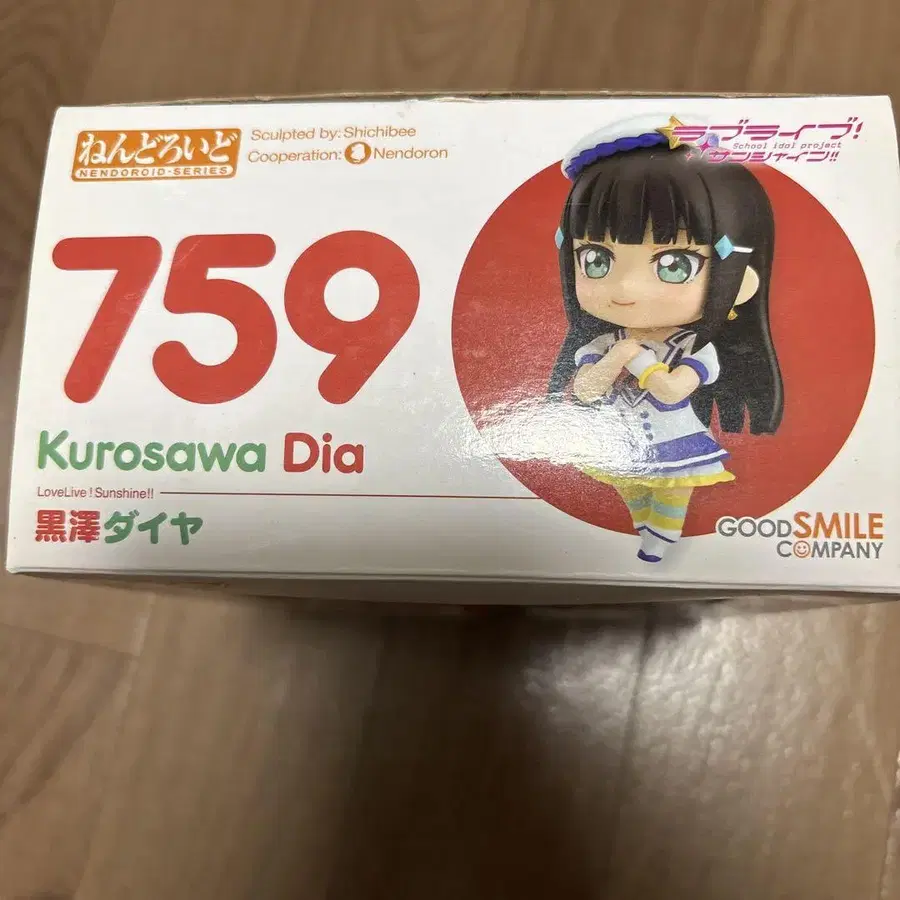 ねんどろいど
NENDOROID·SERIES
Sculpted by: Shichibee
Cooperation: Nendoron
ラブライブ!
School idol project
サンシャイン!!
759
Kurosawa Dia
LoveLive! Sunshine!!
黒澤ダイヤ
GOOD SMILE
COMPANY